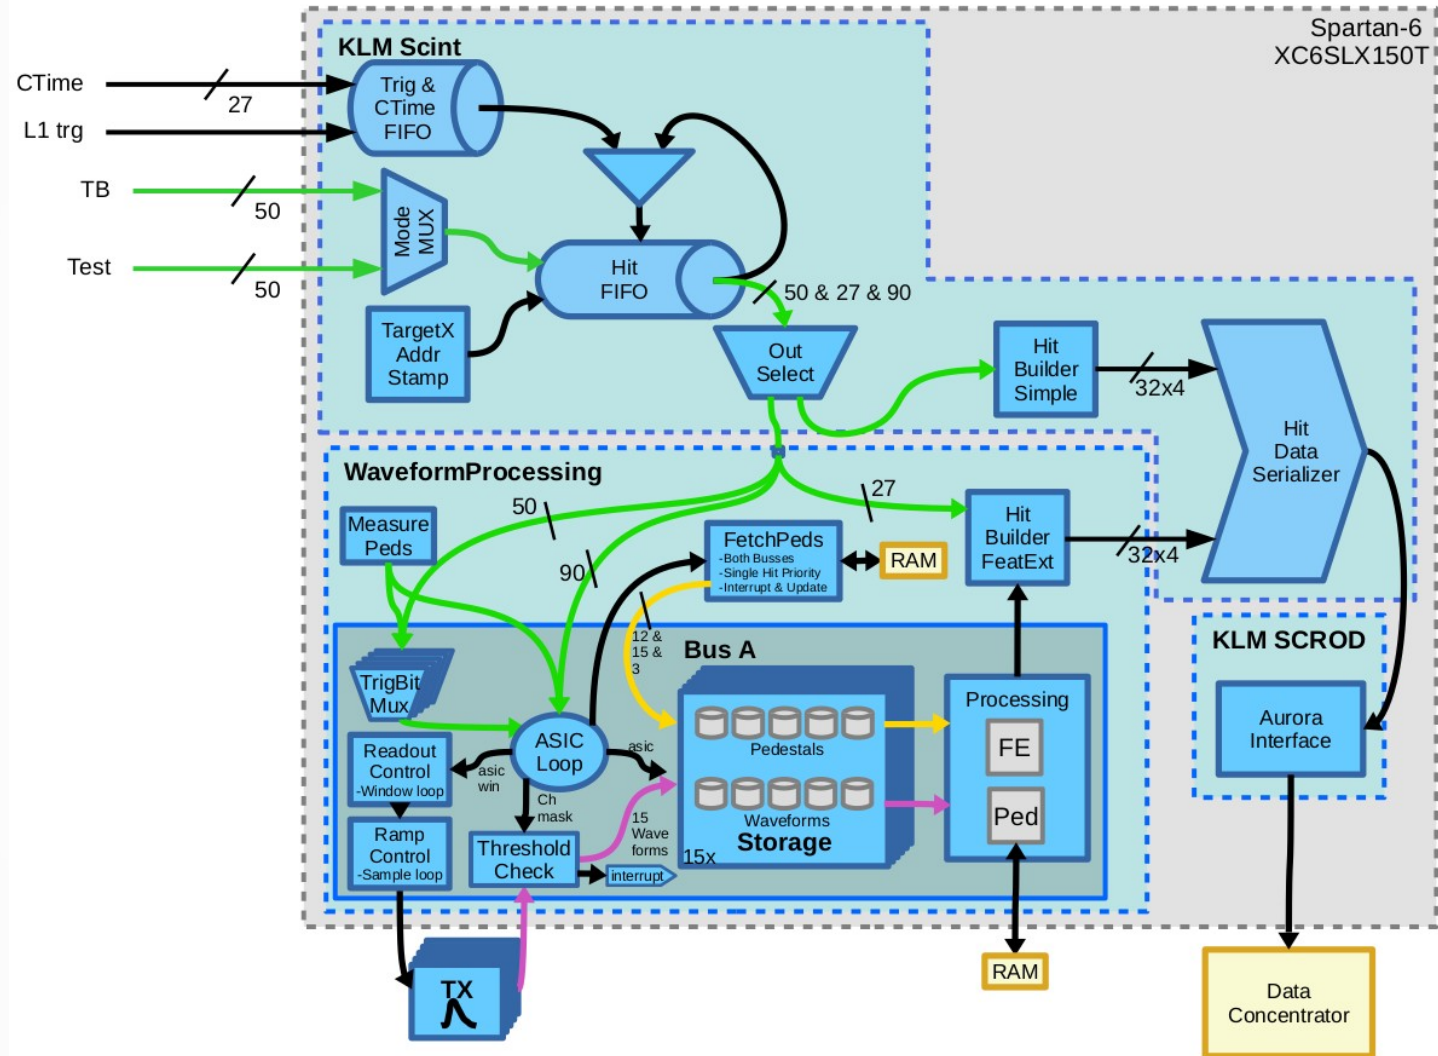 Spartan-6
XC6SLX150T
KLM Scint
CTime
27
L1 trg
Trig &
CTime
FIFO
TB
50
Test
50
Mode
MUX
TargetX
Addr
Stamp
Hit
FIFO
50 & 27 & 90
Out
Select
Hit
Builder
Simple
32x4
Hit
Data
Serializer
WaveformProcessing
Measure
Peds
50
90
27
FetchPeds
-Both Busses
-Single Hit Priority
-Interrupt & Update
RAM
Hit
Builder
FeatExt
32x4
12 &
15 &
3
Bus A
TrigBit
Mux
ASIC
Loop
asic
asic
win
Ch
mask
Readout
Control
-Window loop
Ramp
Control
-Sample loop
Threshold
Check
15
Wave
forms
interrupt
15x
Pedestals
Waveforms
Storage
Processing
FE
Ped
KLM SCROD
Aurora
Interface
TX
RAM
Data
Concentrator